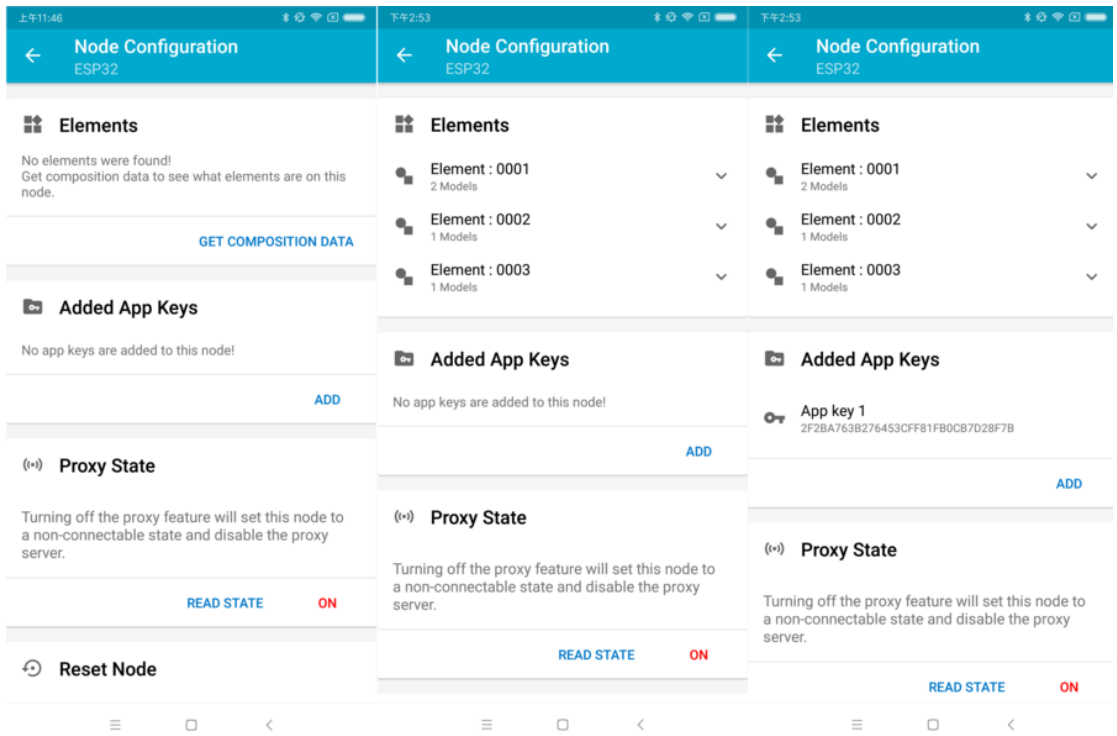 上午11:46
Node Configuration
ESP32
Elements
No elements were found!
Get composition data to see what elements are on this
node.
GET COMPOSITION DATA
Added App Keys
No app keys are added to this node!
ADD
Proxy State
Turning off the proxy feature will set this node to
a non-connectable state and disable the proxy
server.
READ STATE ON
Reset Node
下午2:53
Node Configuration
ESP32
Elements
Element : 0001
2 Models
Element : 0002
1 Models
Element : 0003
1 Models
Added App Keys
No app keys are added to this node!
ADD
Proxy State
Turning off the proxy feature will set this node to
a non-connectable state and disable the proxy
server.
READ STATE ON
下午2:53
Node Configuration
ESP32
Elements
Element : 0001
2 Models
Element : 0002
1 Models
Element : 0003
1 Models
Added App Keys
App key 1
2F2BA763B276453CFF81FB0CB7D28F7B
ADD
Proxy State
Turning off the proxy feature will set this node to
a non-connectable state and disable the proxy
server.
READ STATE ON